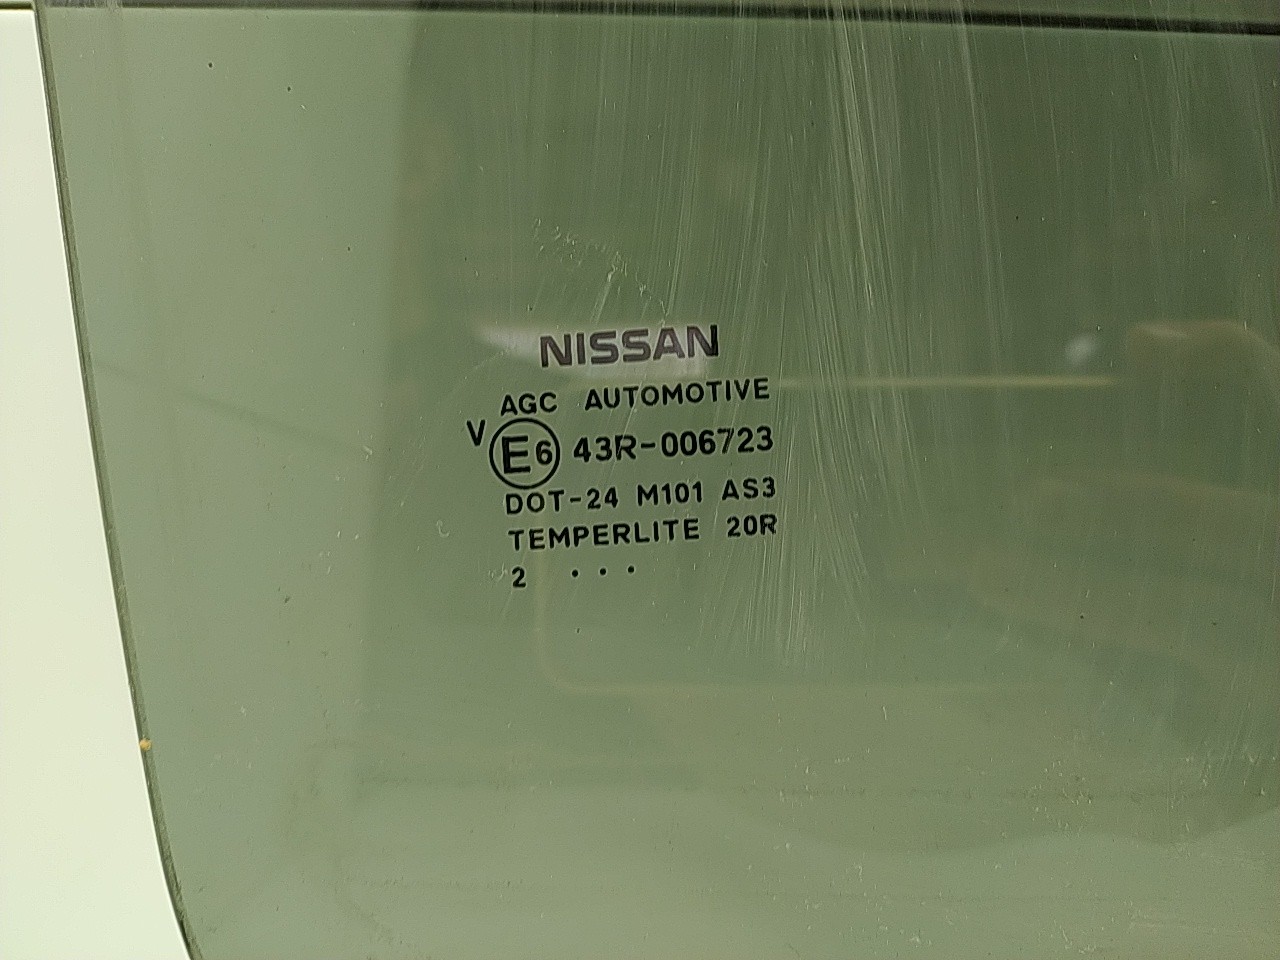 NISSAN
AGC AUTOMOTIVE
V E6 43R-006723
DOT-24 M101 AS3
TEMPERLITE 20R
2 . . .